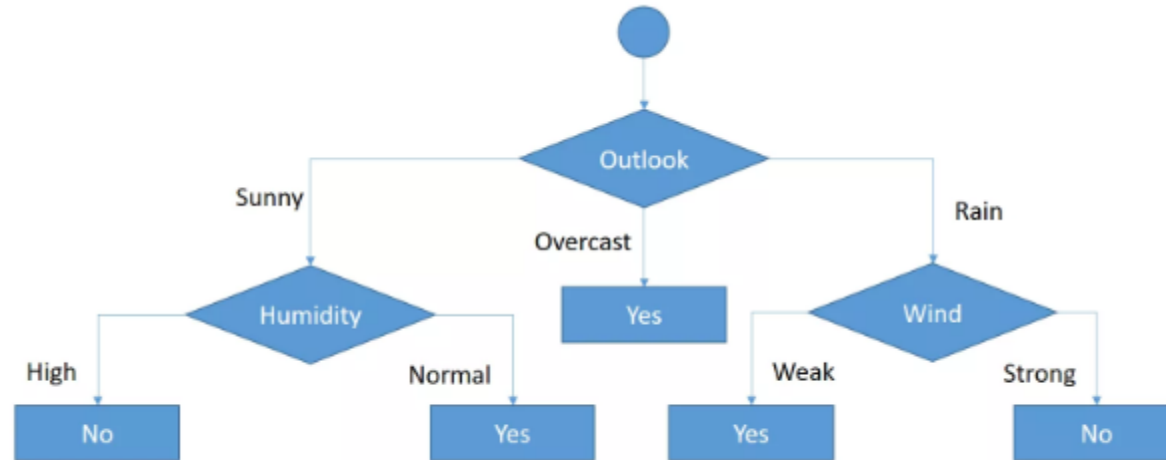 Outlook
Sunny
Rain
Overcast
Humidity
Yes
Wind
High
Normal
Weak
Strong
No
Yes
Yes
No